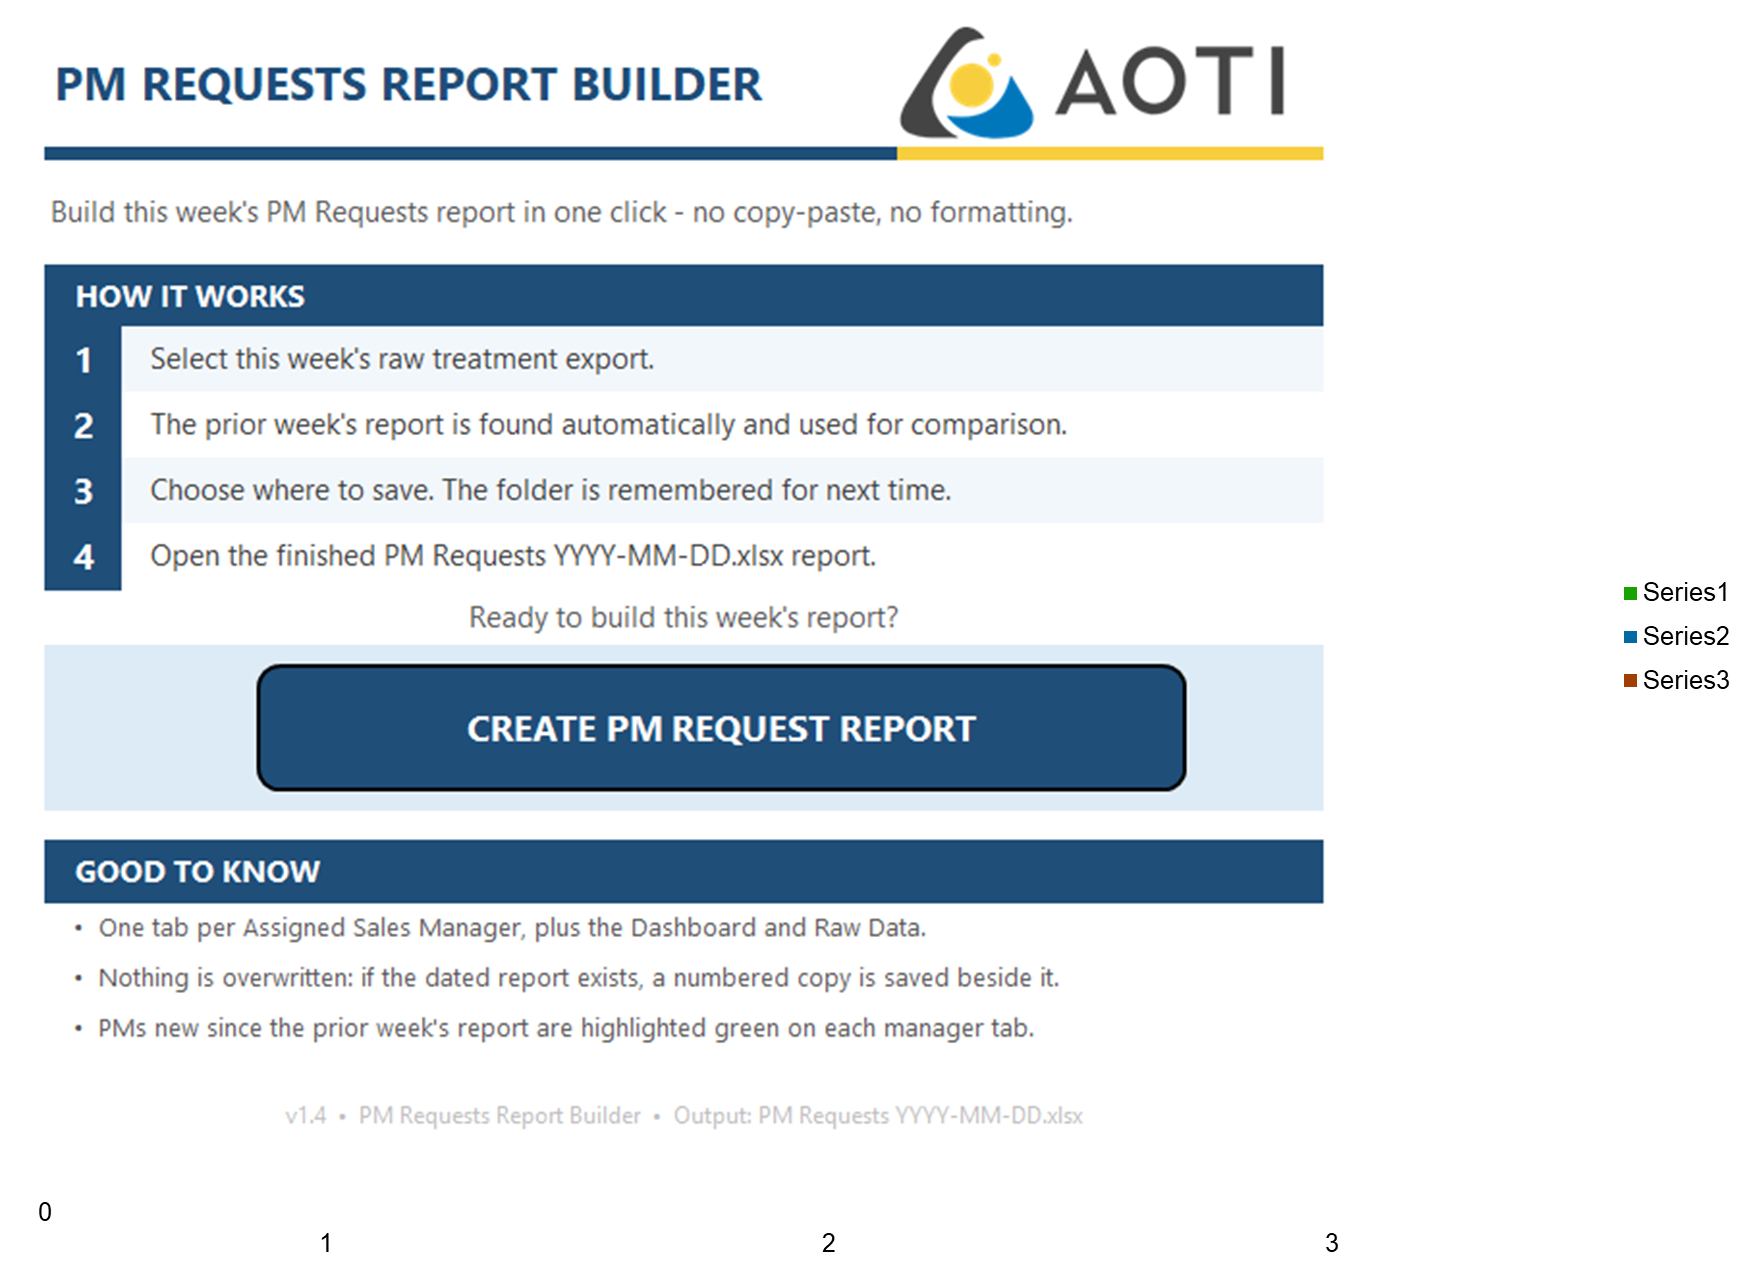 PM REQUESTS REPORT BUILDER
AOTI
Build this week's PM Requests report in one click - no copy-paste, no formatting.
HOW IT WORKS
1 Select this week's raw treatment export.
2 The prior week's report is found automatically and used for comparison.
3 Choose where to save. The folder is remembered for next time.
4 Open the finished PM Requests YYYY-MM-DD.xlsx report.
Ready to build this week's report?
CREATE PM REQUEST REPORT
GOOD TO KNOW
• One tab per Assigned Sales Manager, plus the Dashboard and Raw Data.
• Nothing is overwritten: if the dated report exists, a numbered copy is saved beside it.
• PMs new since the prior week's report are highlighted green on each manager tab.
v1.4 • PM Requests Report Builder • Output: PM Requests YYYY-MM-DD.xlsx
Series1
Series2
Series3
0
1 2 3